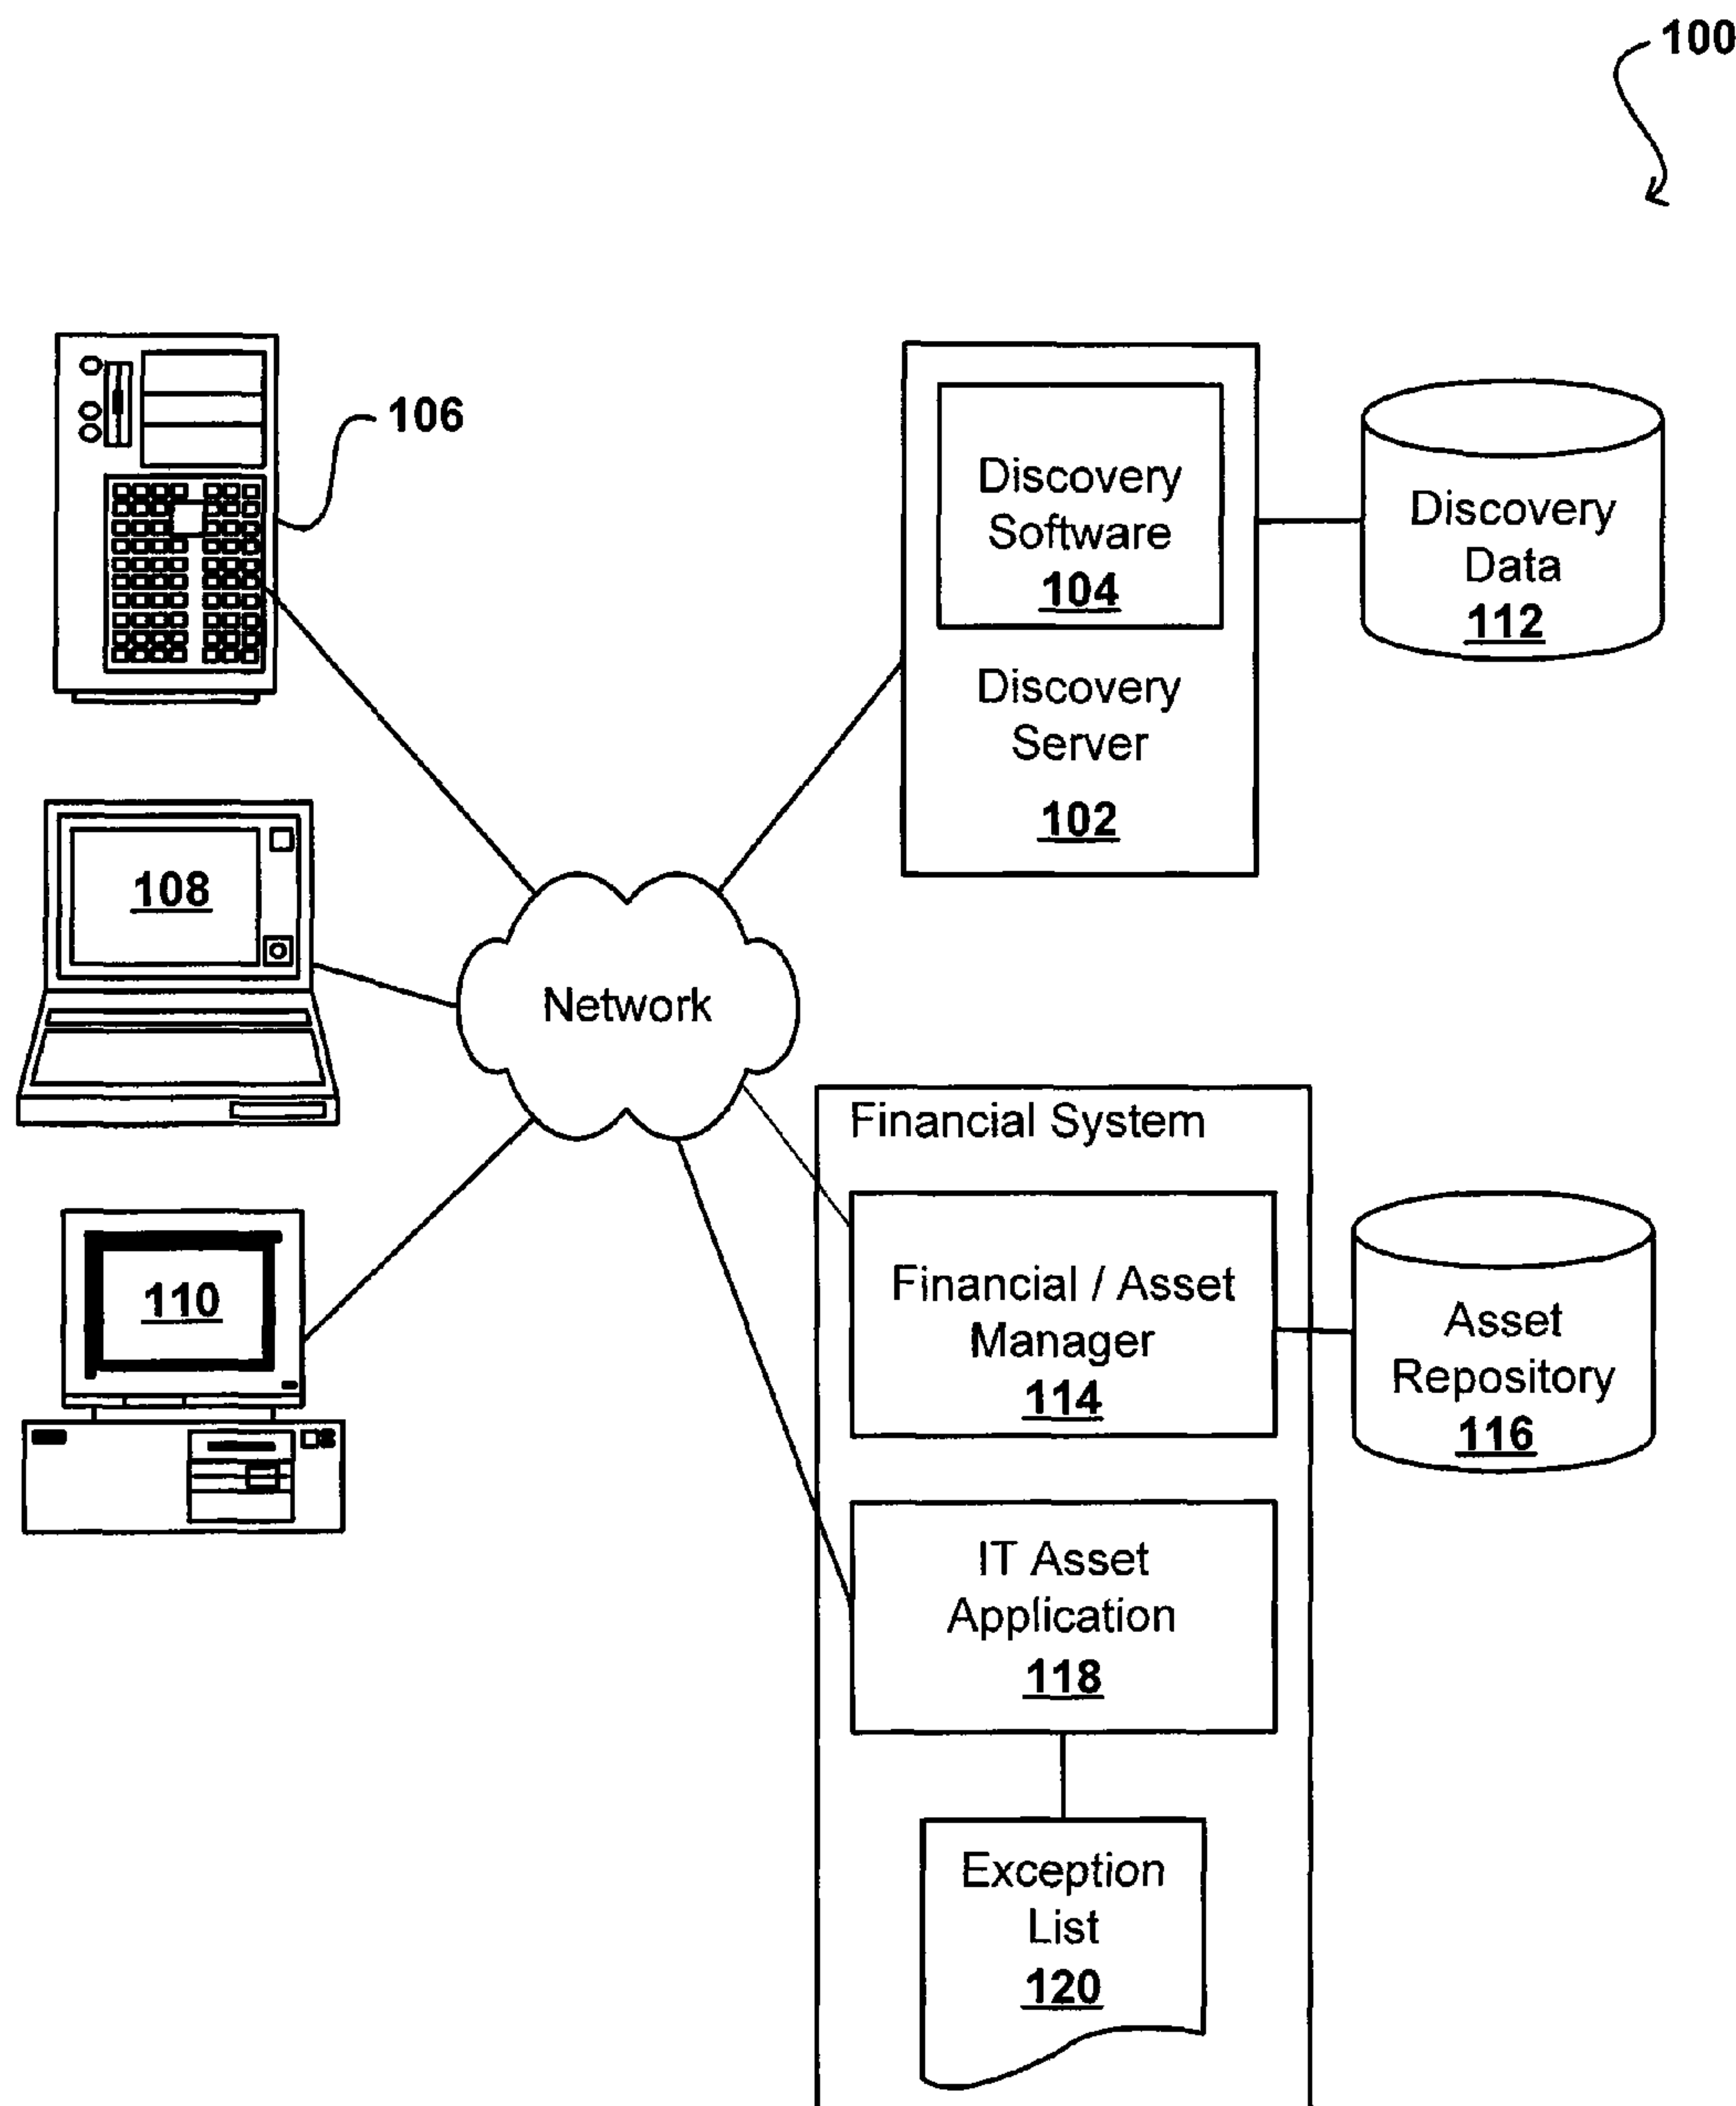 100
106
Discovery
Software
104
Discovery
Server
102
Discovery
Data
112
108
Network
110
Financial System
Financial / Asset
Manager
114
Asset
Repository
116
IT Asset
Application
118
Exception
List
120